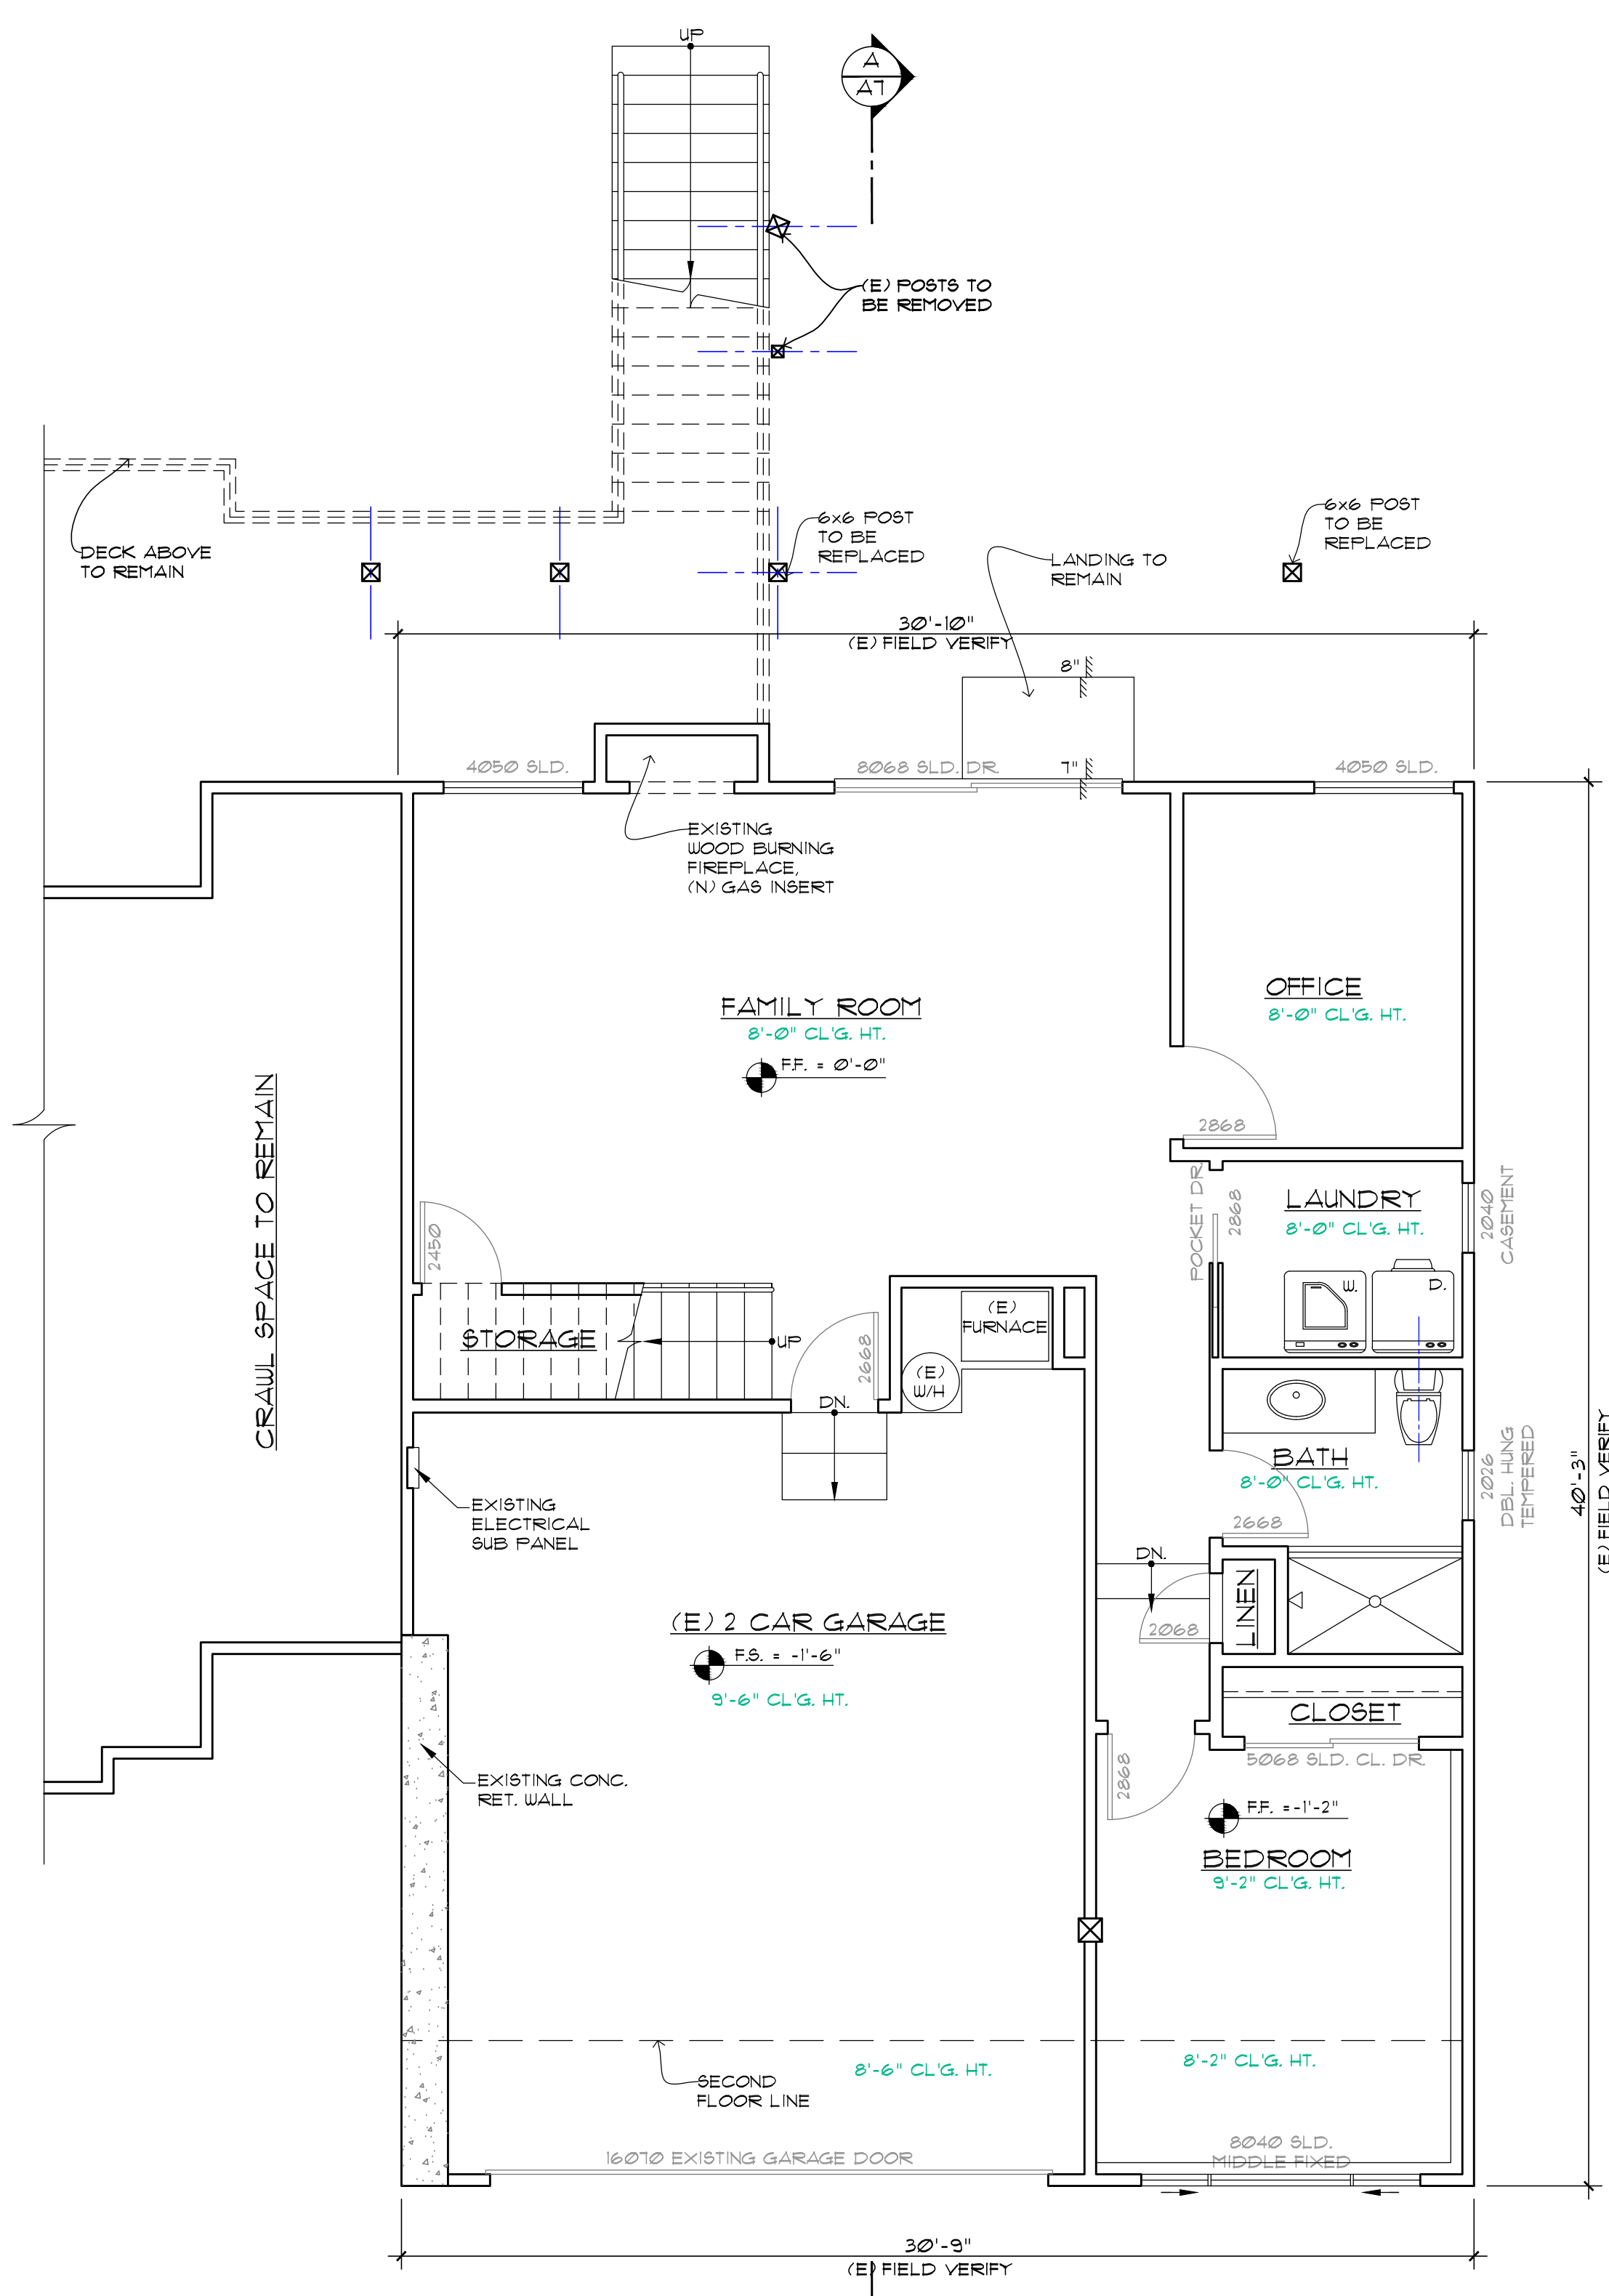 UP
A
A7
(E) POSTS TO
BE REMOVED
6x6 POST
TO BE
REPLACED
6x6 POST
TO BE
REPLACED
DECK ABOVE
TO REMAIN
LANDING TO
REMAIN
30'-10"
(E) FIELD VERIFY
8"
4050 SLD.
8068 SLD. DR.
7"
4050 SLD.
EXISTING
WOOD BURNING
FIREPLACE,
(N) GAS INSERT
FAMILY ROOM
8'-0" CL'G. HT.
F.F. = 0'-0"
OFFICE
8'-0" CL'G. HT.
2868
CRAWL SPACE TO REMAIN
POCKET DR.
2868
LAUNDRY
8'-0" CL'G. HT.
2040
CASEMENT
2450
W.
D.
STORAGE
UP
2668
(E)
FURNACE
(E)
W/H
DN.
BATH
8'-0" CL'G. HT.
2668
2026
DBL. HUNG
TEMPERED
40'-3"
(E) FIELD VERIFY
EXISTING
ELECTRICAL
SUB PANEL
DN.
LINEN
2068
(E) 2 CAR GARAGE
F.S. = -1'-6"
9'-6" CL'G. HT.
CLOSET
5068 SLD. CL. DR.
2868
EXISTING CONC.
RET. WALL
F.F. =-1'-2"
BEDROOM
9'-2" CL'G. HT.
8'-6" CL'G. HT.
8'-2" CL'G. HT.
SECOND
FLOOR LINE
16070 EXISTING GARAGE DOOR
8040 SLD.
MIDDLE FIXED
30'-9"
(E) FIELD VERIFY